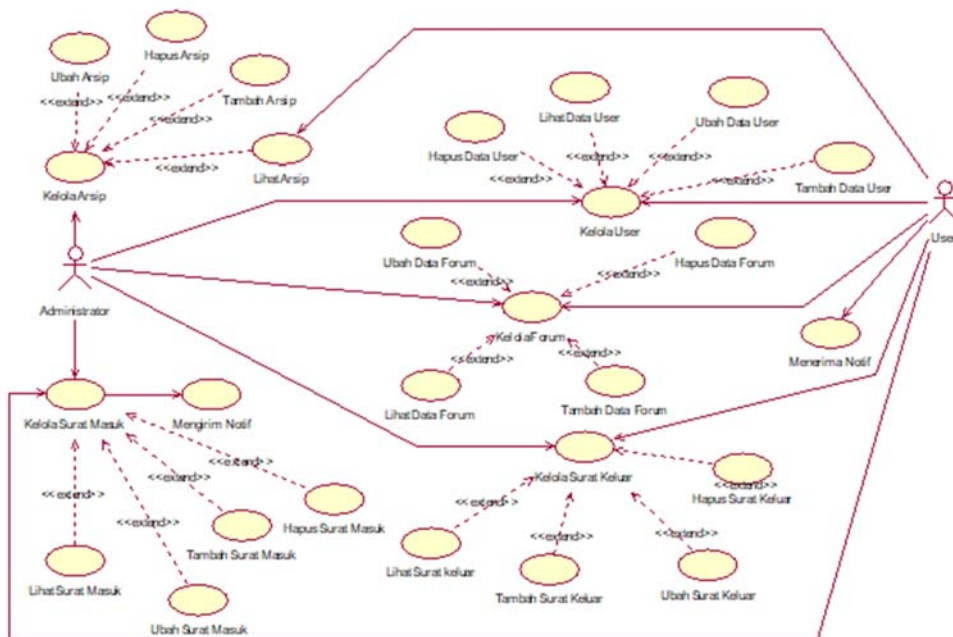 Hapus Arsip
Ubah Arsip
Tambah Arsip
<<extend>>
<<extend>>
<<extend>>
<<extend>>
Lihat Arsip
Kelola Arsip
Lihat Data User
Ubah Data User
Hapus Data User
Tambah Data User
<<extend>>
<<extend>>
<<extend>>
<<extend>>
Kelola User
User
Administrator
Ubah Data Forum
Hapus Data Forum
<<extend>>
<<extend>>
Kelola Forum
<<extend>>
<<extend>>
Lihat Data Forum
Tambah Data Forum
Menerima Notif
Kelola Surat Masuk
Mengirim Notif
<<extend>>
<<extend>>
<<extend>>
<<extend>>
Hapus Surat Masuk
Tambah Surat Masuk
Lihat Surat Masuk
Ubah Surat Masuk
Kelola Surat Keluar
<<extend>>
Hapus Surat Keluar
<<extend>>
<<extend>>
<<extend>>
Lihat Surat keluar
Tambah Surat Keluar
Ubah Surat Keluar